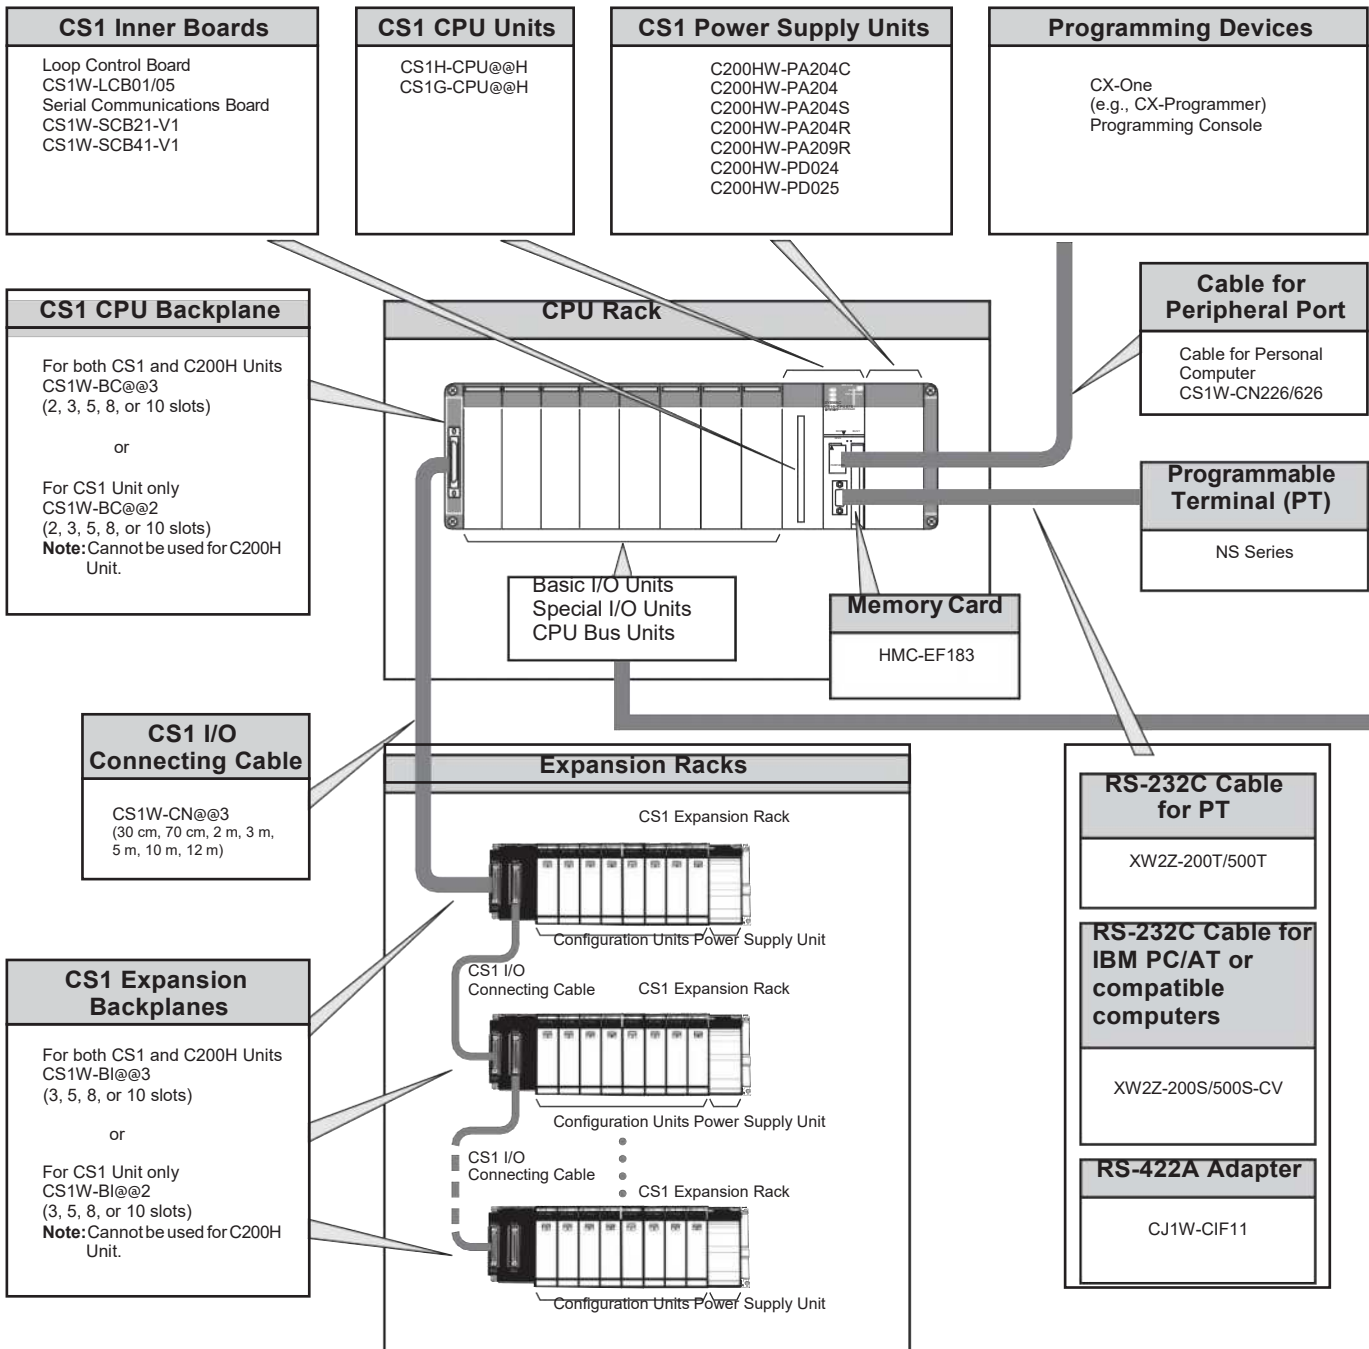 CS1 Inner Boards
Loop Control Board
CS1W-LCB01/05
Serial Communications Board
CS1W-SCB21-V1
CS1W-SCB41-V1
CS1 CPU Units
CS1H-CPU@@H
CS1G-CPU@@H
CS1 Power Supply Units
C200HW-PA204C
C200HW-PA204
C200HW-PA204S
C200HW-PA204R
C200HW-PA209R
C200HW-PD024
C200HW-PD025
Programming Devices
CX-One
(e.g., CX-Programmer)
Programming Console
CS1 CPU Backplane
For both CS1 and C200H Units
CS1W-BC@@3
(2, 3, 5, 8, or 10 slots)
or
For CS1 Unit only
CS1W-BC@@2
(2, 3, 5, 8, or 10 slots)
Note: Cannot be used for C200H
Unit.
CPU Rack
Cable for
Peripheral Port
Cable for Personal
Computer
CS1W-CN226/626
Programmable
Terminal (PT)
NS Series
Basic I/O Units
Special I/O Units
CPU Bus Units
Memory Card
HMC-EF183
CS1 I/O
Connecting Cable
CS1W-CN@@3
(30 cm, 70 cm, 2 m, 3 m,
5 m, 10 m, 12 m)
Expansion Racks
CS1 Expansion Rack
Configuration Units Power Supply Unit
CS1 I/O
Connecting Cable
CS1 Expansion Rack
Configuration Units Power Supply Unit
CS1 I/O
Connecting Cable
CS1 Expansion Rack
Configuration Units Power Supply Unit
CS1 Expansion
Backplanes
For both CS1 and C200H Units
CS1W-BI@@3
(3, 5, 8, or 10 slots)
or
For CS1 Unit only
CS1W-BI@@2
(3, 5, 8, or 10 slots)
Note: Cannot be used for C200H
Unit.
RS-232C Cable
for PT
XW2Z-200T/500T
RS-232C Cable for
IBM PC/AT or
compatible
computers
XW2Z-200S/500S-CV
RS-422A Adapter
CJ1W-CIF11